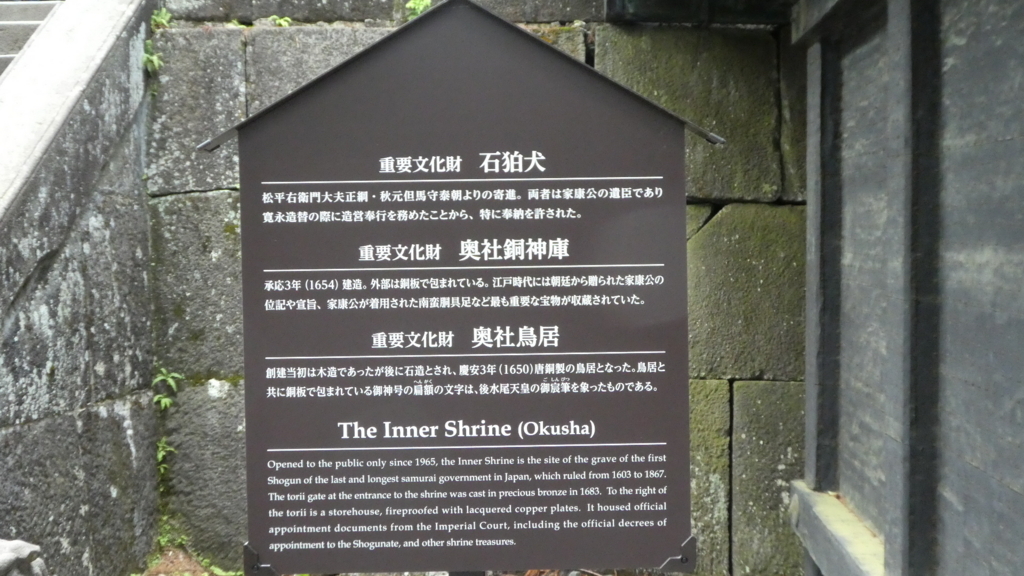 重要文化財 石狛犬
松平右衛門大夫正綱・秋元但馬守泰朝よりの寄進。両者は家康公の遺臣であり
寛永造替の際に造営奉行を務めたことから、特に奉納を許された。
重要文化財 奥社銅神庫
承応3年(1654)建造。外部は銅板で包まれている。江戸時代には朝廷から贈られた家康公の
位記や宣旨、家康公が着用された南蛮胴具足など最も重要な宝物が収蔵されていた。
重要文化財 奥社鳥居
創建当初は木造であったが後に石造とされ、慶安3年(1650)唐銅製の鳥居となった。鳥居と
共に銅板で包まれている御神号の扁額の文字は、後水尾天皇の御宸筆を象ったものである。
The Inner Shrine (Okusha)
Opened to the public only since 1965, the Inner Shrine is the site of the grave of the first
Shogun of the last and longest samurai government in Japan, which ruled from 1603 to 1867.
The torii gate at the entrance to the shrine was cast in precious bronze in 1683. To the right of
the torii is a storehouse, fireproofed with lacquered copper plates. It housed official
appointment documents from the Imperial Court, including the official decrees of
appointment to the Shogunate, and other shrine treasures.